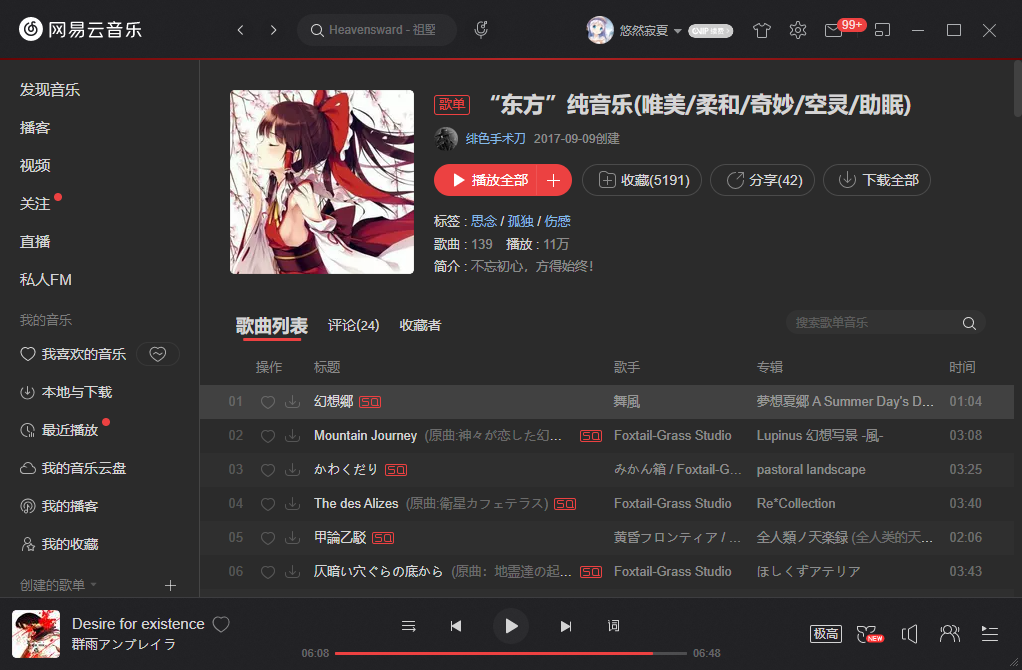 网易云音乐
Heavensward - 祖堅
悠然寂夏
99+
发现音乐
播客
视频
关注
直播
私人FM
我的音乐
我喜欢的音乐
本地与下载
最近播放
我的音乐云盘
我的播客
我的收藏
创建的歌单
歌单 “东方”纯音乐(唯美/柔和/奇妙/空灵/助眠)
绯色手术刀 2017-09-09创建
播放全部 收藏(5191) 分享(42) 下载全部
标签 : 思念 / 孤独 / 伤感
歌曲 : 139 播放 : 11万
简介 : 不忘初心，方得始终！
歌曲列表 评论(24) 收藏者 搜索歌单音乐
操作 标题 歌手 专辑 时间
01 幻想郷 SQ 舞風 夢想夏郷 A Summer Day's D... 01:04
02 Mountain Journey (原曲:神々が恋した幻... SQ Foxtail-Grass Studio Lupinus 幻想写景 -風- 03:08
03 かわくだり SQ みかん箱 / Foxtail-G... pastoral landscape 03:25
04 The des Alizes (原曲:衛星カフェテラス) SQ Foxtail-Grass Studio Re*Collection 03:40
05 甲論乙駁 SQ 黄昏フロンティア / ... 全人類ノ天楽録 (全人类的天... 02:06
06 仄暗い穴ぐらの底から (原曲：地霊達の起... SQ Foxtail-Grass Studio ほしくずアテリア 03:43
Desire for existence
群雨アンブレイラ
词
06:08 06:48
极高 NEW